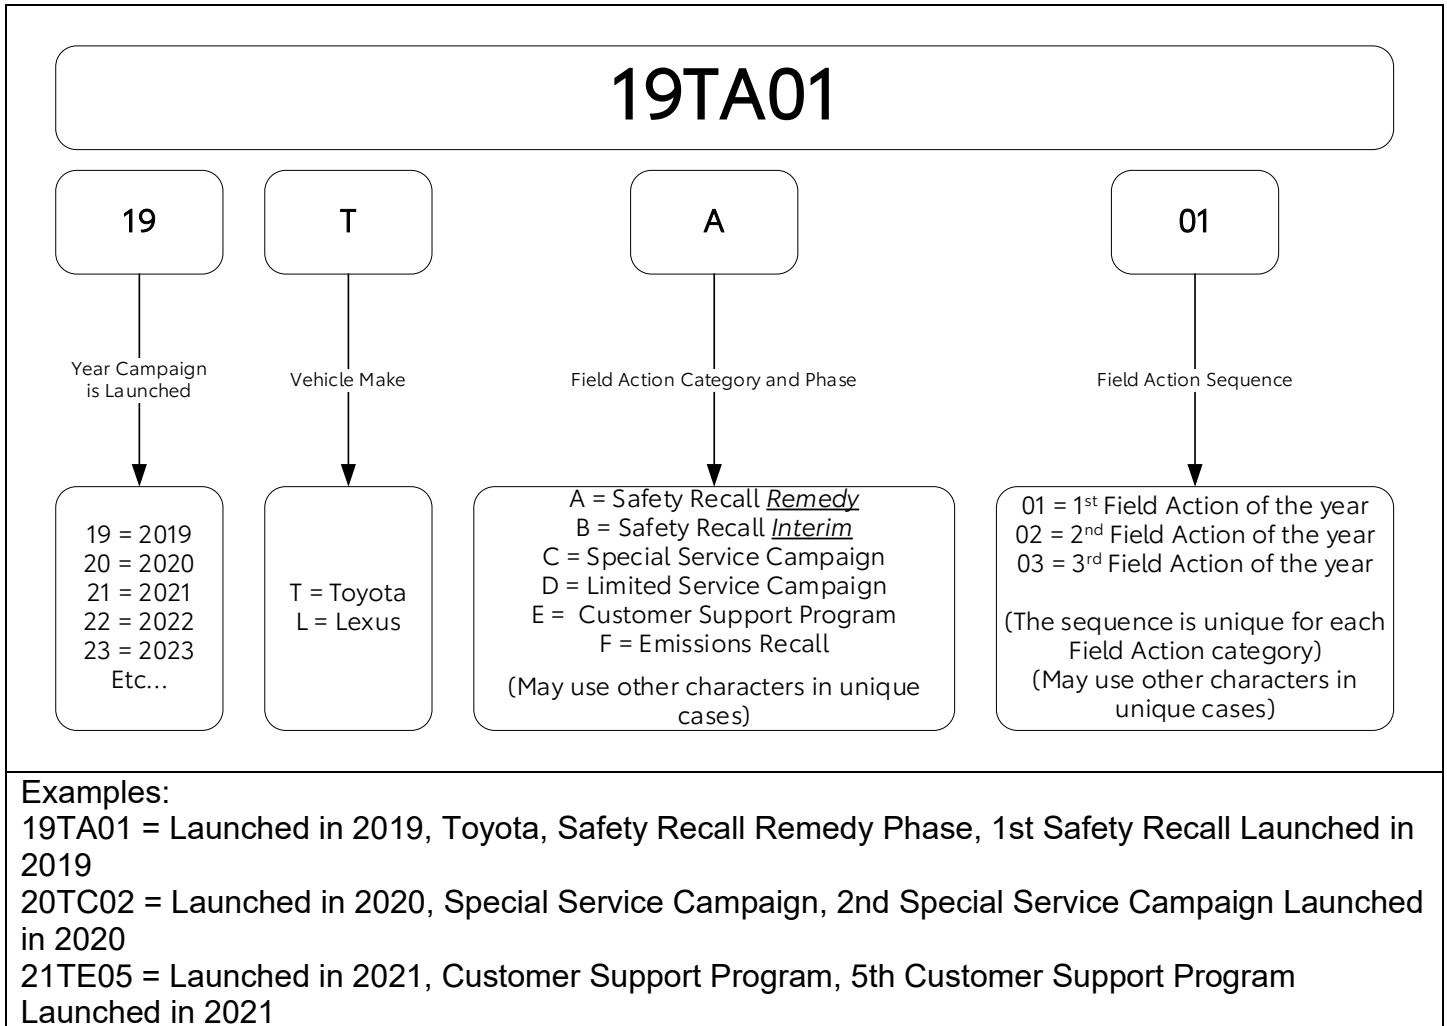 19TA01
19
T
A
01
Year Campaign
is Launched
Vehicle Make
Field Action Category and Phase
Field Action Sequence
19 = 2019
20 = 2020
21 = 2021
22 = 2022
23 = 2023
Etc...
T = Toyota
L = Lexus
A = Safety Recall Remedy
B = Safety Recall Interim
C = Special Service Campaign
D = Limited Service Campaign
E =  Customer Support Program
F = Emissions Recall
(May use other characters in unique
cases)
01 = 1st Field Action of the year
02 = 2nd Field Action of the year
03 = 3rd Field Action of the year
(The sequence is unique for each
Field Action category)
(May use other characters in
unique cases)
Examples:
19TA01 = Launched in 2019, Toyota, Safety Recall Remedy Phase, 1st Safety Recall Launched in
2019
20TC02 = Launched in 2020, Special Service Campaign, 2nd Special Service Campaign Launched
in 2020
21TE05 = Launched in 2021, Customer Support Program, 5th Customer Support Program
Launched in 2021